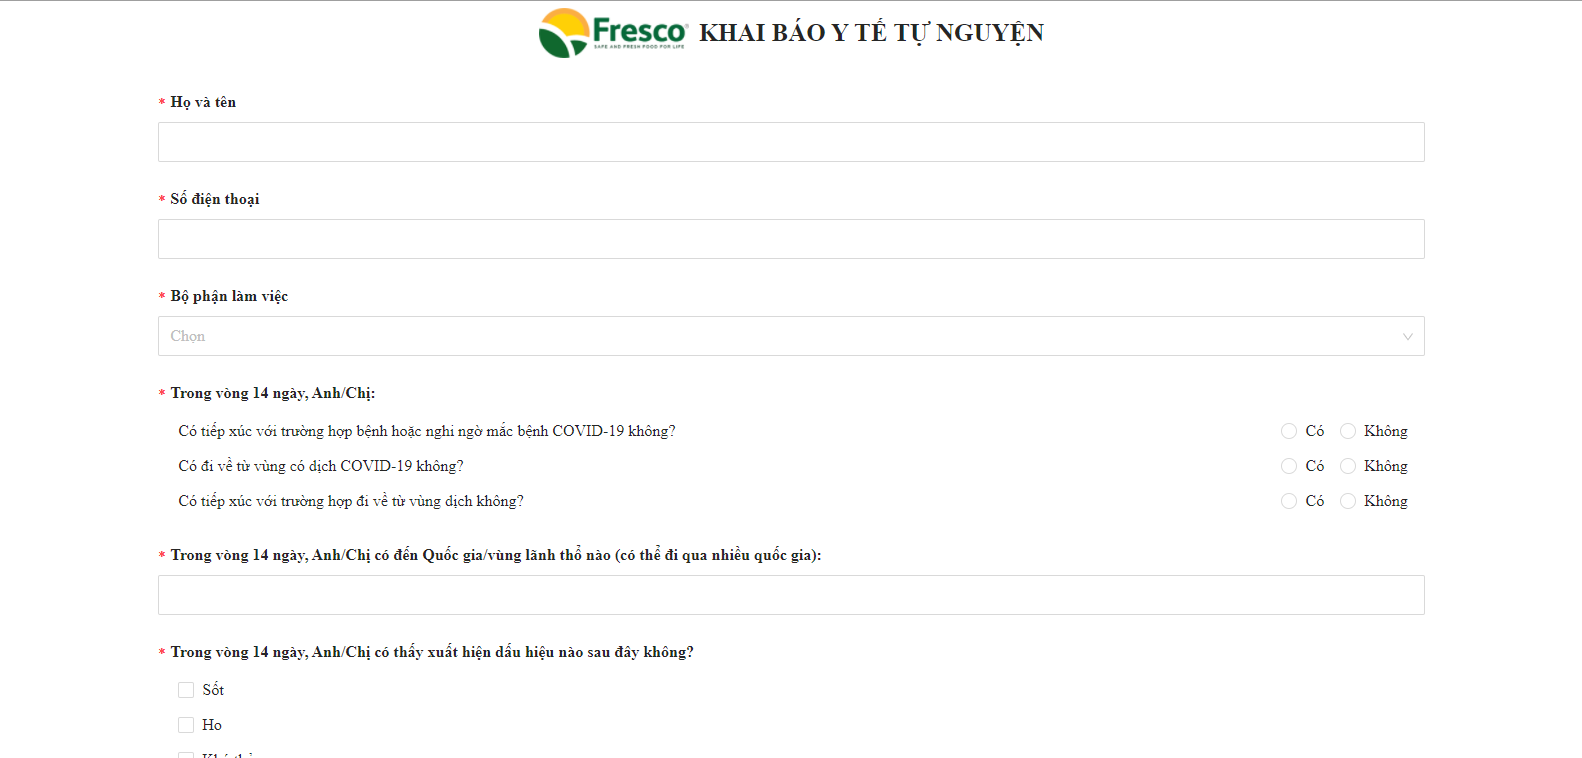 Fresco
SAFE AND FRESH FOOD FOR LIFE
KHAI BÁO Y TẾ TỰ NGUYỆN
* Họ và tên
* Số điện thoại
* Bộ phận làm việc
Chọn
* Trong vòng 14 ngày, Anh/Chị:
Có tiếp xúc với trường hợp bệnh hoặc nghi ngờ mắc bệnh COVID-19 không? Có Không
Có đi về từ vùng có dịch COVID-19 không? Có Không
Có tiếp xúc với trường hợp đi về từ vùng dịch không? Có Không
* Trong vòng 14 ngày, Anh/Chị có đến Quốc gia/vùng lãnh thổ nào (có thể đi qua nhiều quốc gia):
* Trong vòng 14 ngày, Anh/Chị có thấy xuất hiện dấu hiệu nào sau đây không?
Sốt
Ho